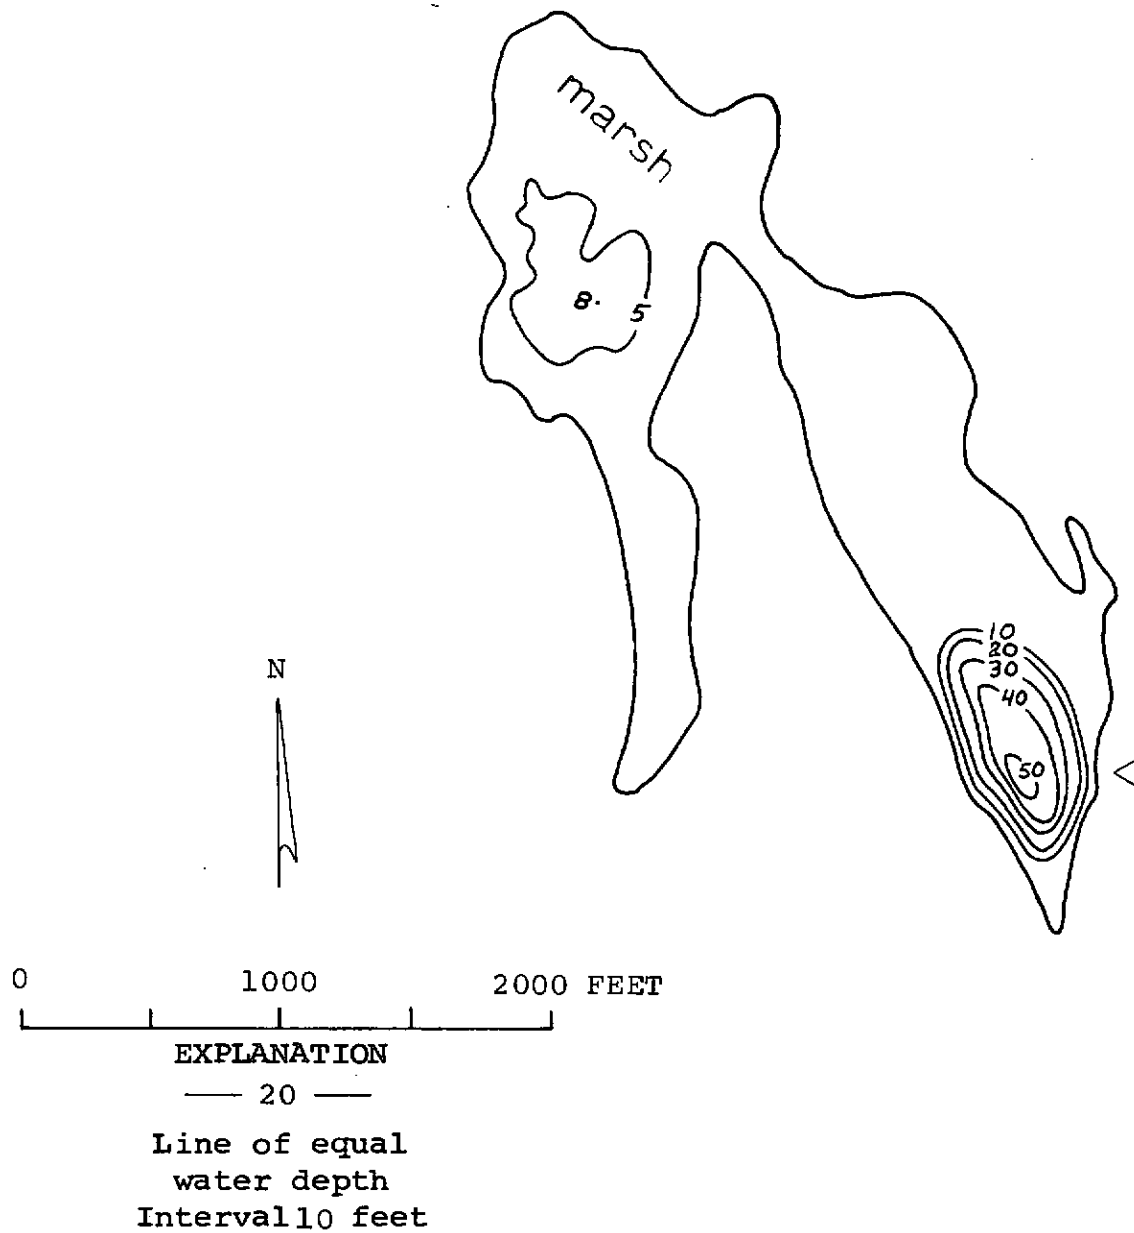 marsh
8.
5
10
20
30
40
50
N
0 1000 2000 FEET
EXPLANATION
— 20 —
Line of equal
water depth
Interval 10 feet